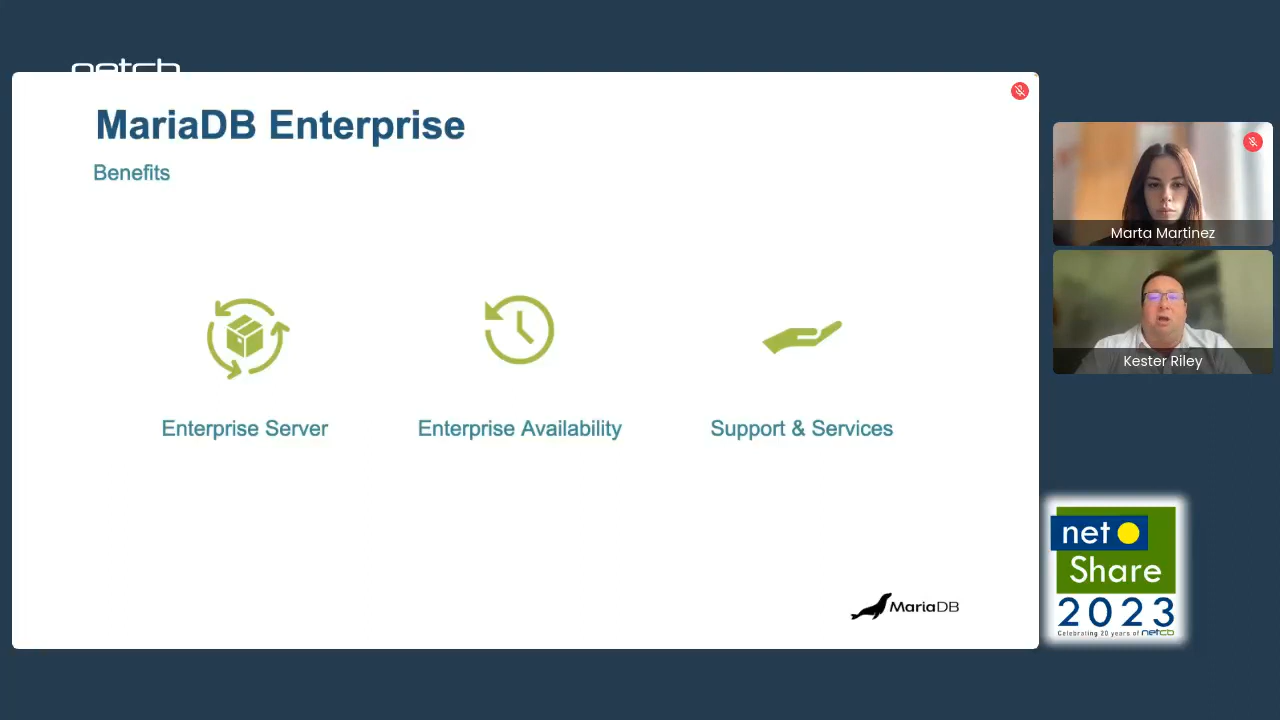 netcb
MariaDB Enterprise
Benefits
Enterprise Server
Enterprise Availability
Support & Services
MariaDB
Marta Martinez
Kester Riley
net
Share
2023
Celebrating 20 years of netcb